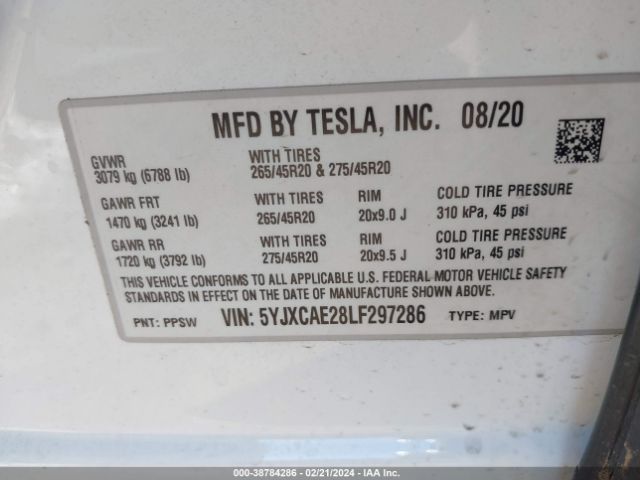 MFD BY TESLA, INC. 08/20
GVWR
3079 kg (6788 lb)
WITH TIRES
265/45R20 & 275/45R20
GAWR FRT
1470 kg (3241 lb)
WITH TIRES
265/45R20
RIM
20x9.0 J
COLD TIRE PRESSURE
310 kPa, 45 psi
GAWR RR
1720 kg (3792 lb)
WITH TIRES
275/45R20
RIM
20x9.5 J
COLD TIRE PRESSURE
310 kPa, 45 psi
THIS VEHICLE CONFORMS TO ALL APPLICABLE U.S. FEDERAL MOTOR VEHICLE SAFETY
STANDARDS IN EFFECT ON THE DATE OF MANUFACTURE SHOWN ABOVE.
PNT: PPSW VIN: 5YJXCAE28LF297286 TYPE: MPV
000-38784286 - 02/21/2024 - IAA Inc.